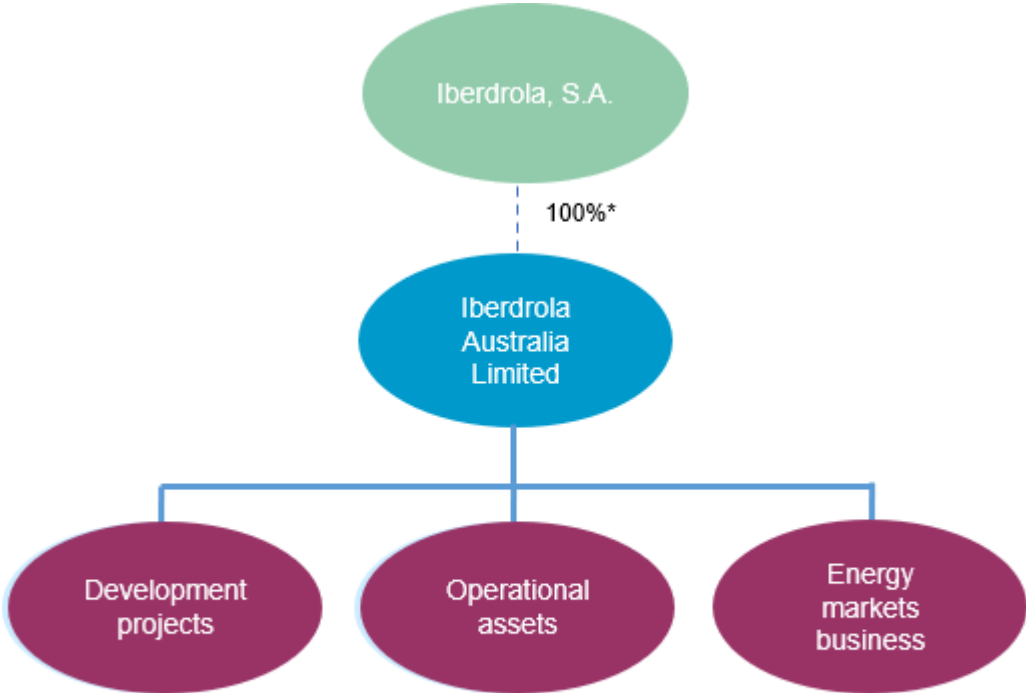 Iberdrola, S.A.
100%*
Iberdrola
Australia
Limited
Development
projects
Operational
assets
Energy
markets
business